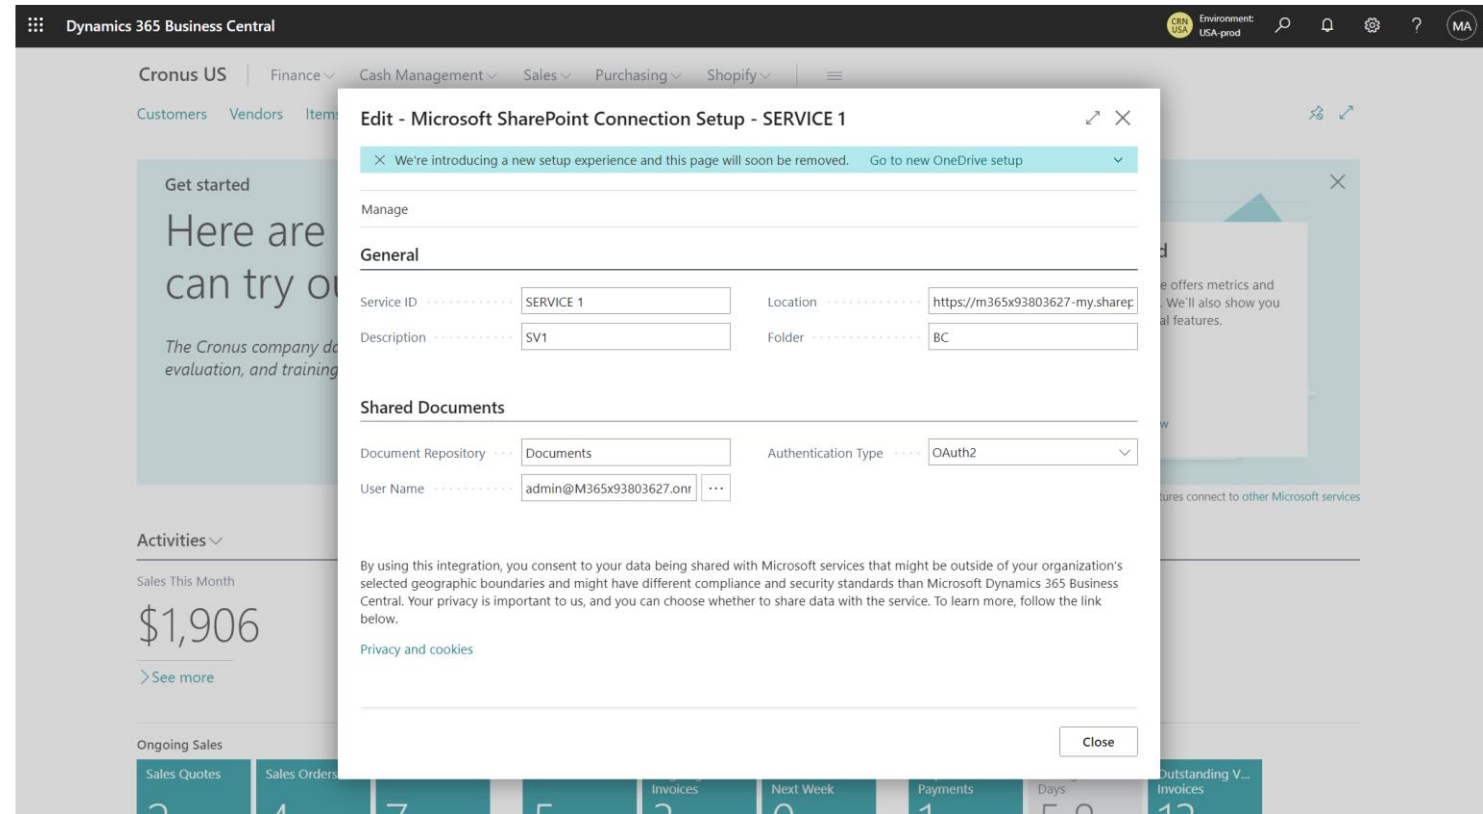 Dynamics 365 Business Central
CRN
USA
Environment:
USA-prod
?
MA
Cronus US
Finance
Cash Management
Sales
Purchasing
Shopify
Customers
Vendors
Edit - Microsoft SharePoint Connection Setup - SERVICE 1
We're introducing a new setup experience and this page will soon be removed. Go to new OneDrive setup
Manage
General
Service ID
SERVICE 1
Location
https://m365x93803627-my.sharep
Description
SV1
Folder
BC
Shared Documents
Document Repository
Documents
Authentication Type
OAuth2
User Name
admin@M365x93803627.onr
...
By using this integration, you consent to your data being shared with Microsoft services that might be outside of your organization's
selected geographic boundaries and might have different compliance and security standards than Microsoft Dynamics 365 Business
Central. Your privacy is important to us, and you can choose whether to share data with the service. To learn more, follow the link
below.
Privacy and cookies
Close
Get started
Here are
can try
The Cronus company
evaluation, and training
offers metrics and
We'll also show you
features.
connect to other Microsoft services
Activities
Sales This Month
$1,906
See more
Ongoing Sales
Sales Quotes
Sales Orders
Invoices
Next Week
Payments
Days
Outstanding V...
Invoices